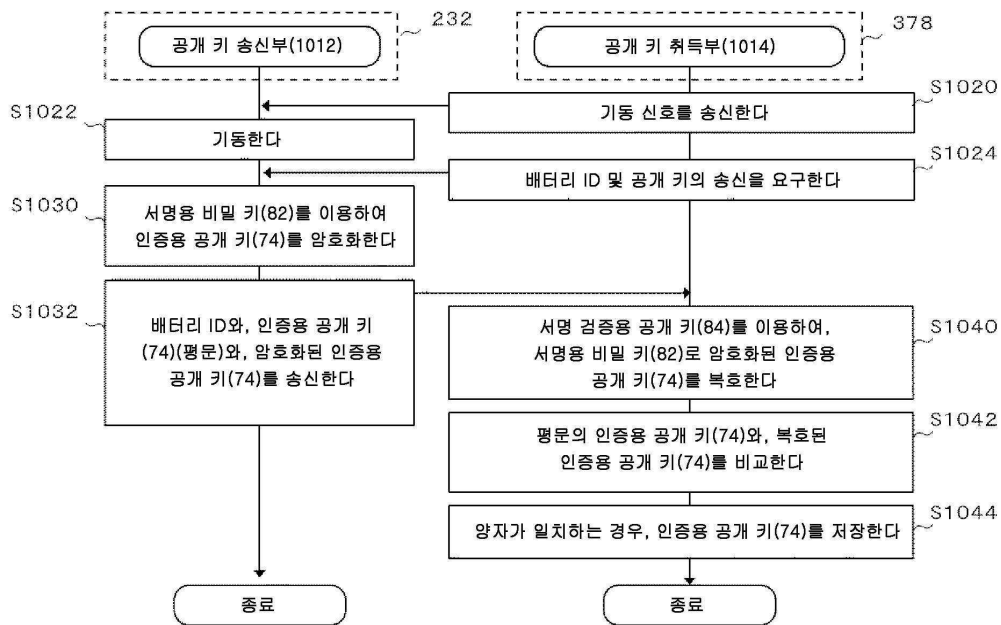 232
공개 키 송신부(1012)
378
공개 키 취득부(1014)
S1020
기동 신호를 송신한다
S1022
기동한다
S1024
배터리 ID 및 공개 키의 송신을 요구한다
S1030
서명용 비밀 키(82)를 이용하여
인증용 공개 키(74)를 암호화한다
S1032
배터리 ID와, 인증용 공개 키
(74)(평문)와, 암호화된 인증용
공개 키(74)를 송신한다
S1040
서명 검증용 공개 키(84)를 이용하여,
서명용 비밀 키(82)로 암호화된 인증용
공개 키(74)를 복호한다
S1042
평문의 인증용 공개 키(74)와, 복호된
인증용 공개 키(74)를 비교한다
S1044
양자가 일치하는 경우, 인증용 공개 키(74)를 저장한다
종료
종료